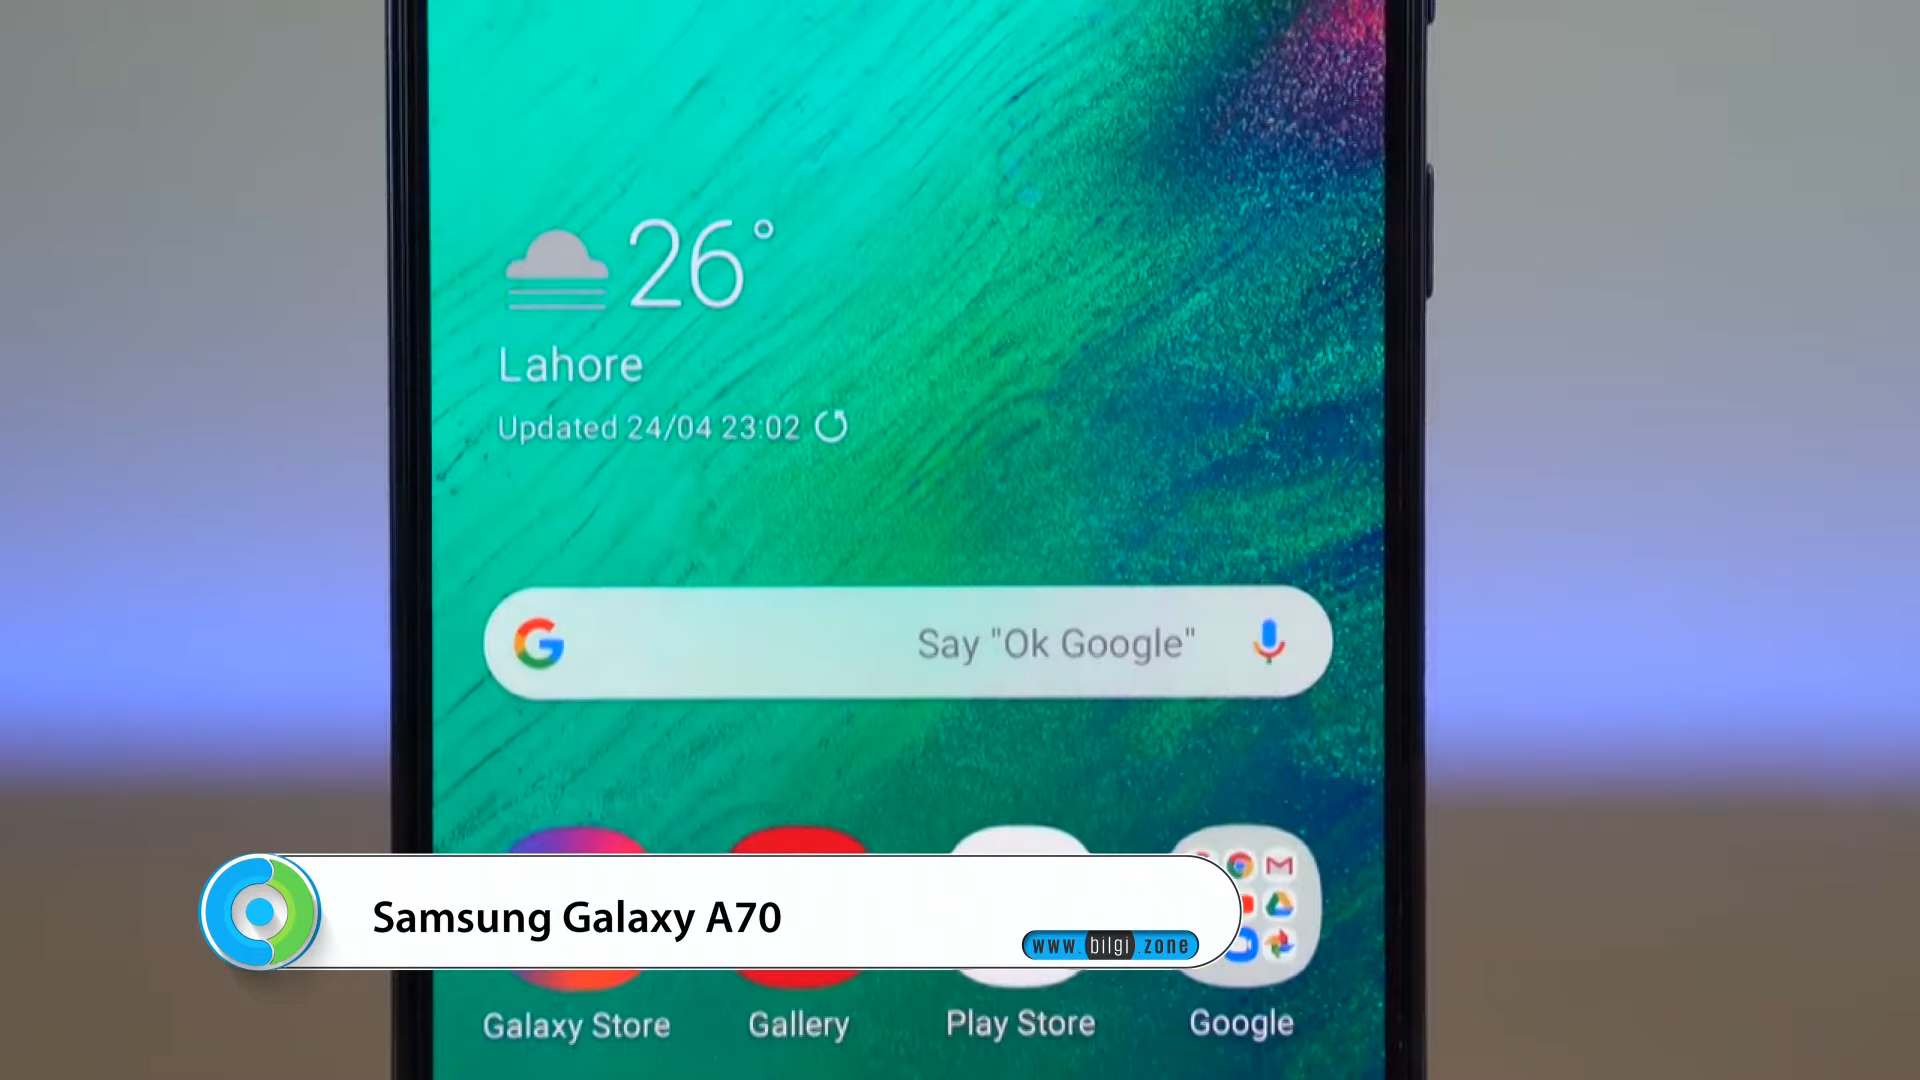 26°
Lahore
Updated 24/04 23:02
Say "Ok Google"
Samsung Galaxy A70
www.bilgi.zone
Galaxy Store
Gallery
Play Store
Google